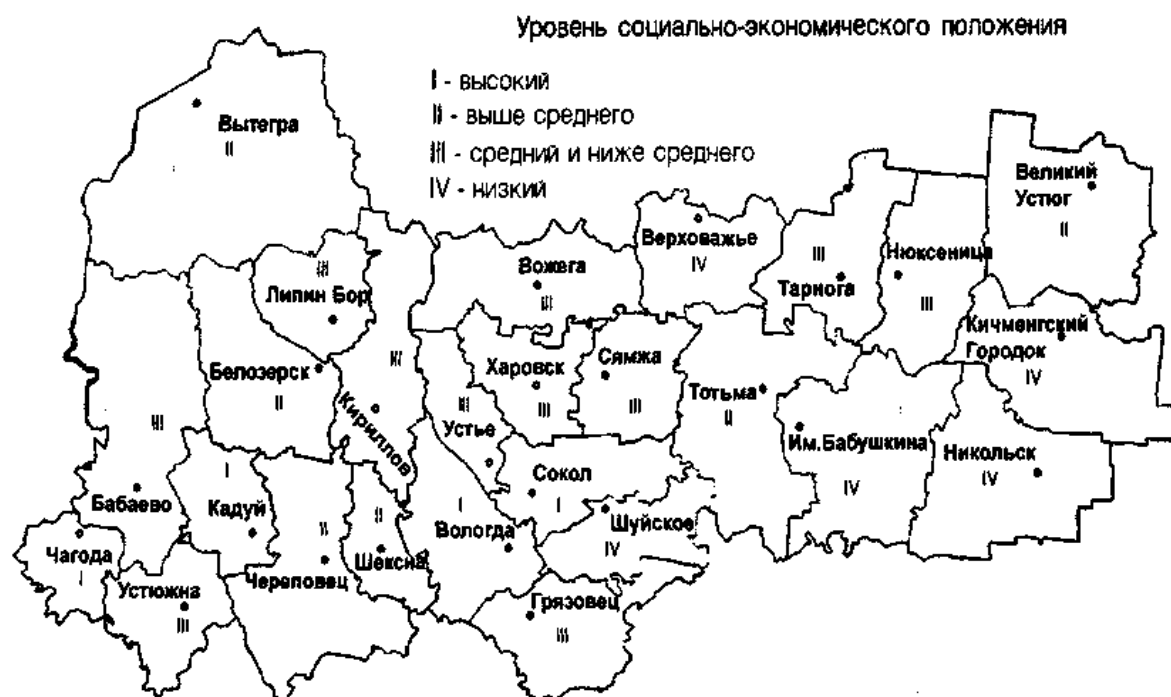 Уровень социально-экономического положения
I - высокий
II - выше среднего
III - средний и ниже среднего
IV - низкий
Вытегра
II
Великий
Устюг
II
Верховажье
IV
III
Тарнога
Нюксеница
III
Вожега
III
III
Липин Бор
Кичменгский
Городок
IV
Белозерск
II
III
Кириллов
Харовск
III
Сямжа
III
III
Устье
Тотьма
II
Им.Бабушкина
IV
Никольск
IV
III
Бабаево
I
Кадуй
Сокол
I
I
Вологда
Шуйское
IV
II
Череповец
II
Шексна
Чагода
I
Устюжна
III
Грязовец
III